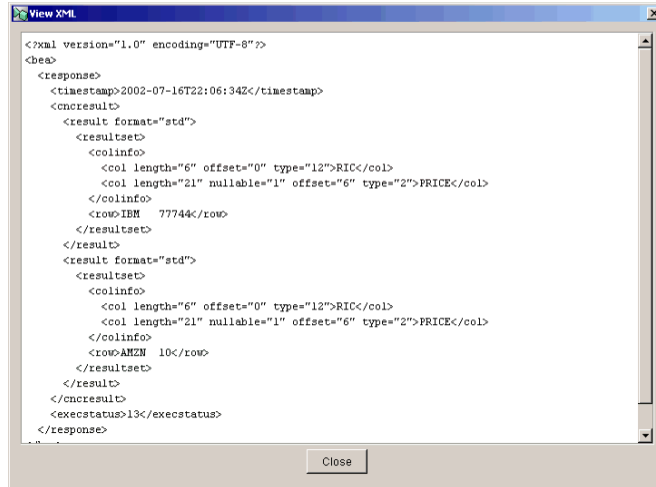 View XML
<?xml version="1.0" encoding="UTF-8"?>
<bea>
  <response>
    <timestamp>2002-07-16T22:06:34Z</timestamp>
    <cncresult>
      <result format="std">
        <resultset>
          <colinfo>
            <col length="6" offset="0" type="12">RIC</col>
            <col length="21" nullable="1" offset="6" type="2">PRICE</col>
          </colinfo>
          <row>IBM   77744</row>
        </resultset>
      </result>
      <result format="std">
        <resultset>
          <colinfo>
            <col length="6" offset="0" type="12">RIC</col>
            <col length="21" nullable="1" offset="6" type="2">PRICE</col>
          </colinfo>
          <row>AMZN  10</row>
        </resultset>
      </result>
    </cncresult>
    <execstatus>13</execstatus>
  </response>
Close